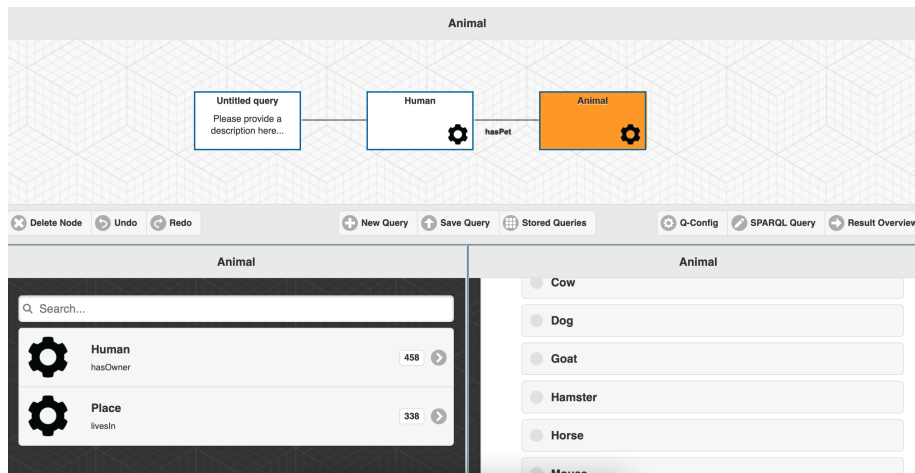 Animal
Untitled query
Please provide a
description here...
Human
hasPet
Animal
Delete Node
Undo
Redo
New Query
Save Query
Stored Queries
Q-Config
SPARQL Query
Result Overview
Animal
Search...
Human
hasOwner
458
Place
livesIn
338
Animal
Cow
Dog
Goat
Hamster
Horse
Mouse